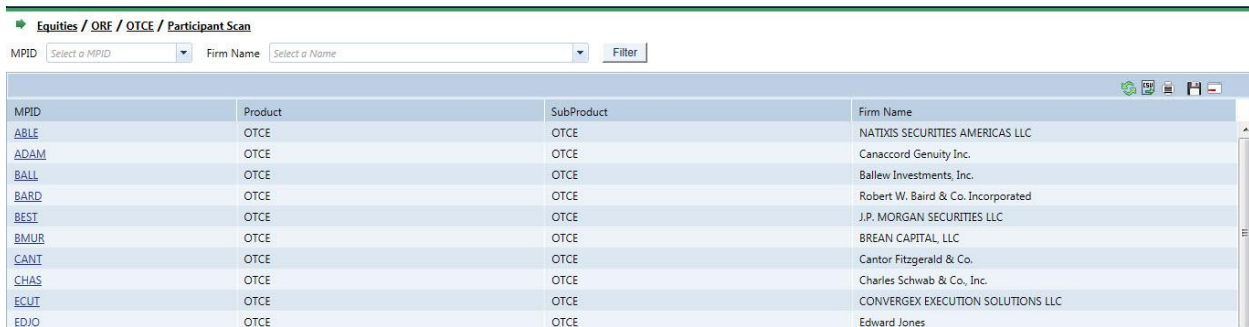 Equities / ORF / OTCE / Participant Scan
MPID Select a MPID Firm Name Select a Name Filter
CSV
MPID Product SubProduct Firm Name
ABLE OTCE OTCE NATIXIS SECURITIES AMERICAS LLC
ADAM OTCE OTCE Canaccord Genuity Inc.
BALL OTCE OTCE Ballew Investments, Inc.
BARD OTCE OTCE Robert W. Baird & Co. Incorporated
BEST OTCE OTCE J.P. MORGAN SECURITIES LLC
BMUR OTCE OTCE BREAN CAPITAL, LLC
CANT OTCE OTCE Cantor Fitzgerald & Co.
CHAS OTCE OTCE Charles Schwab & Co., Inc.
ECUT OTCE OTCE CONVERGEX EXECUTION SOLUTIONS LLC
EDJO OTCE OTCE Edward Jones